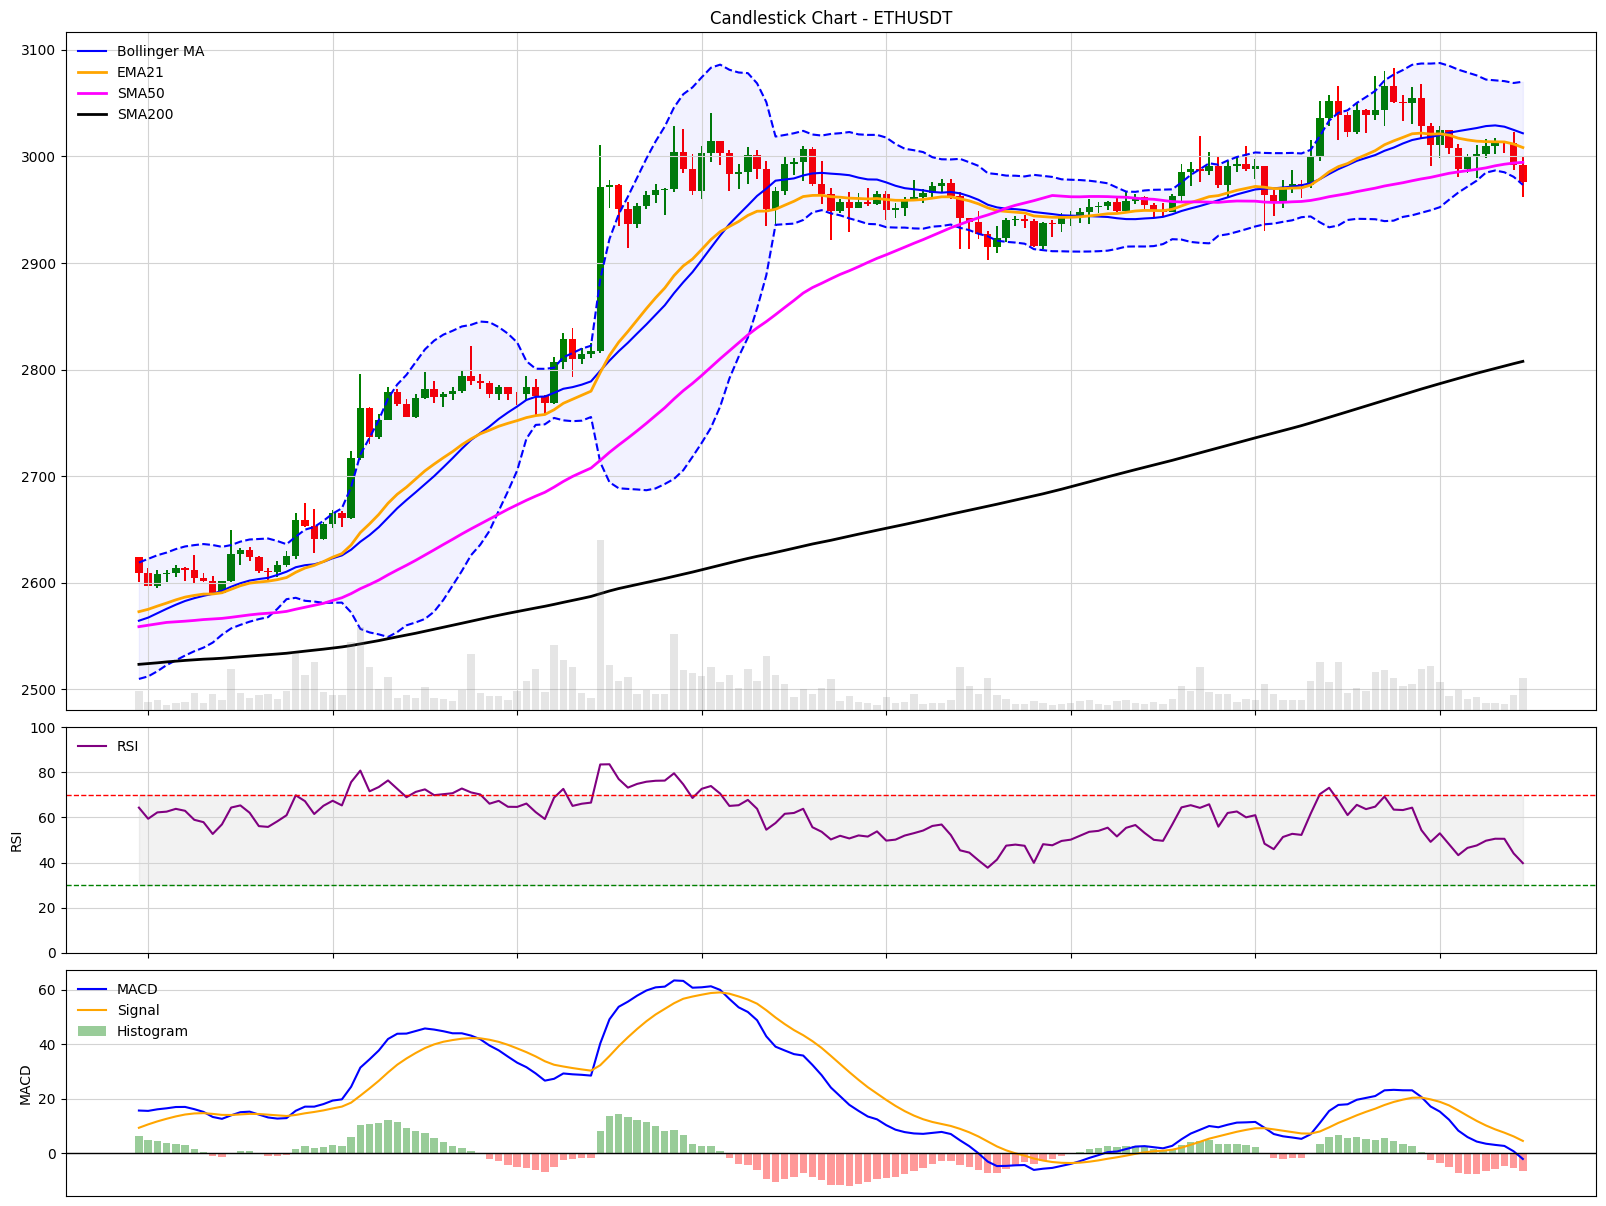 Candlestick Chart - ETHUSDT
Bollinger MA
EMA21
SMA50
SMA200
3100
3000
2900
2800
2700
2600
2500
RSI
100
80
60
40
20
0
RSI
MACD
Signal
Histogram
60
40
20
0
MACD